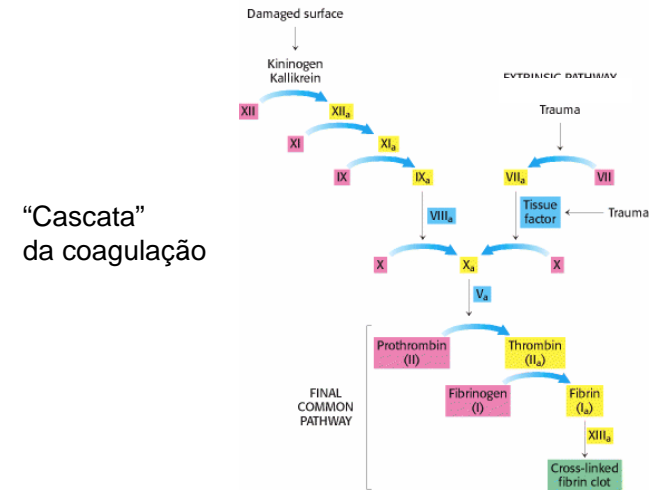 Damaged surface
Kininogen
Kallikrein
EXTRINSIC PATHWAY
XII
XIIa
Trauma
XI
XIa
IX
IXa
VIIa
VII
“Cascata”
da coagulação
VIIIa
Tissue
factor
Trauma
X
Xa
X
Va
Prothrombin
(II)
Thrombin
(IIa)
FINAL
COMMON
PATHWAY
Fibrinogen
(I)
Fibrin
(Ia)
XIIIa
Cross-linked
fibrin clot